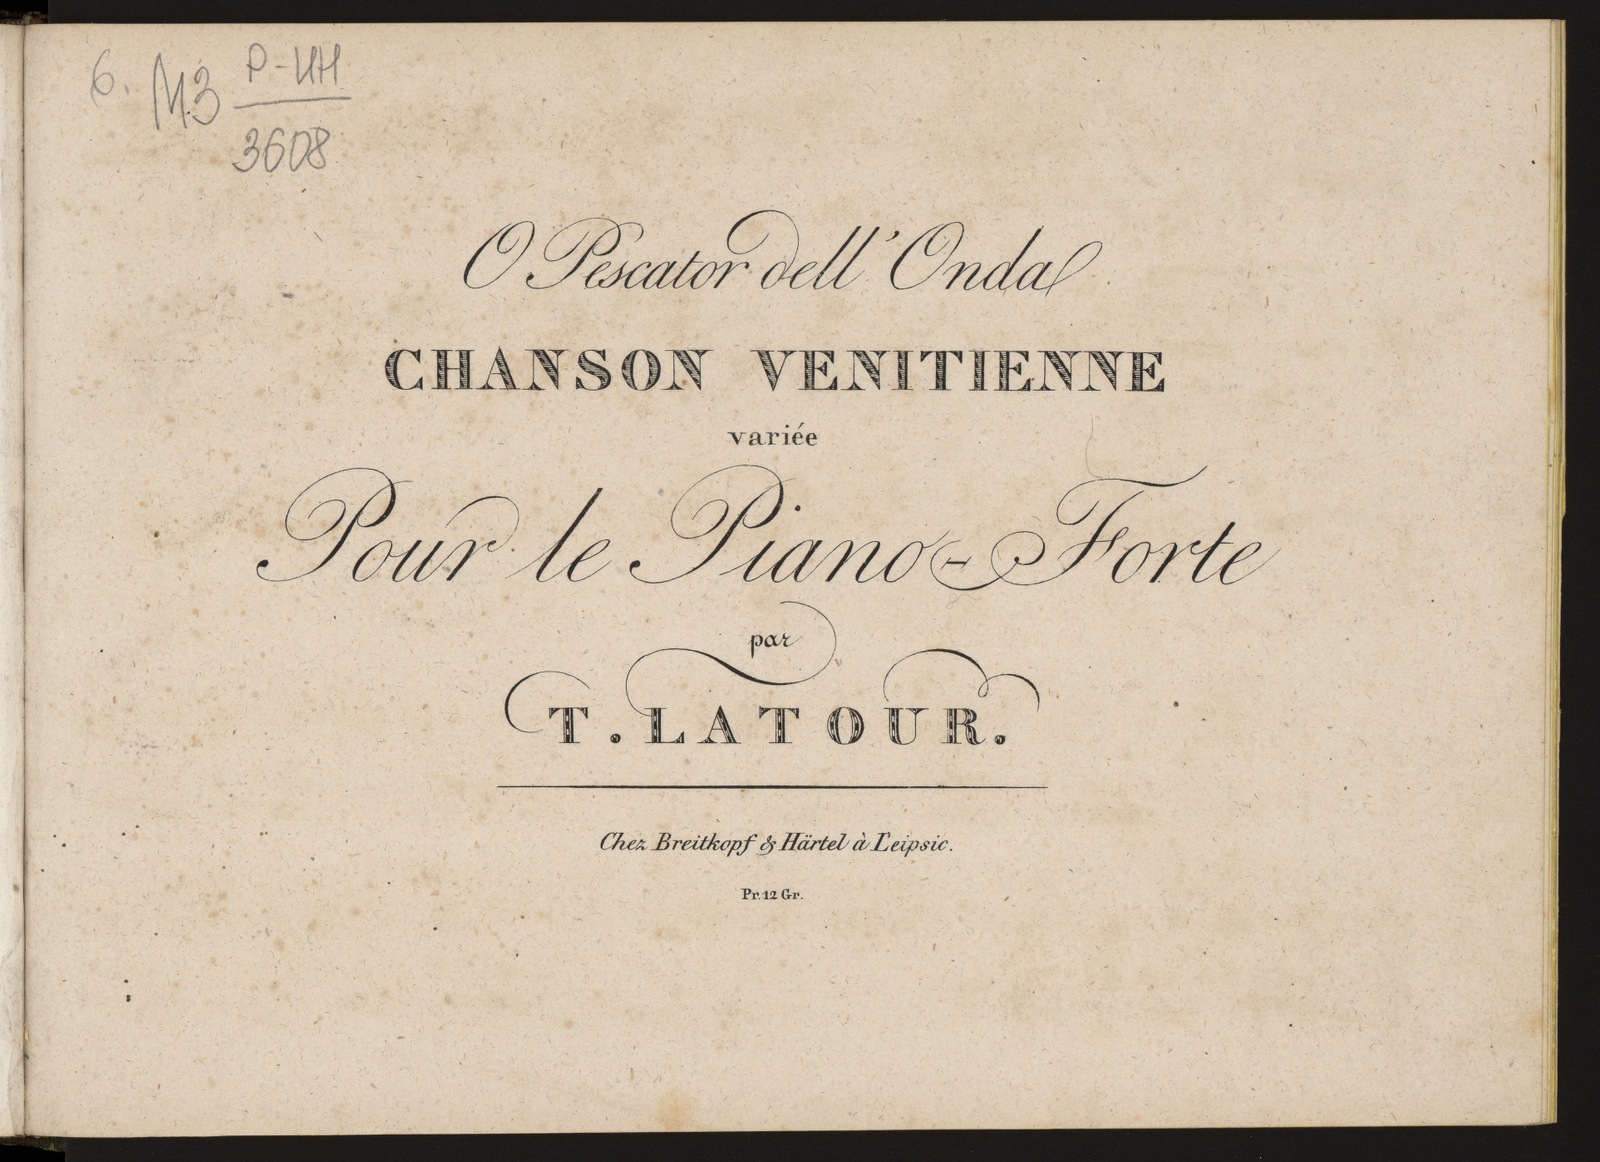 6. МЗ Р-ИН
3608
O Pescator dell' Onda
CHANSON VENITIENNE
variée
Pour le Piano-Forte
par
T. LATOUR.
Chez Breitkopf & Härtel à Leipsic.
Pr. 12 Gr.